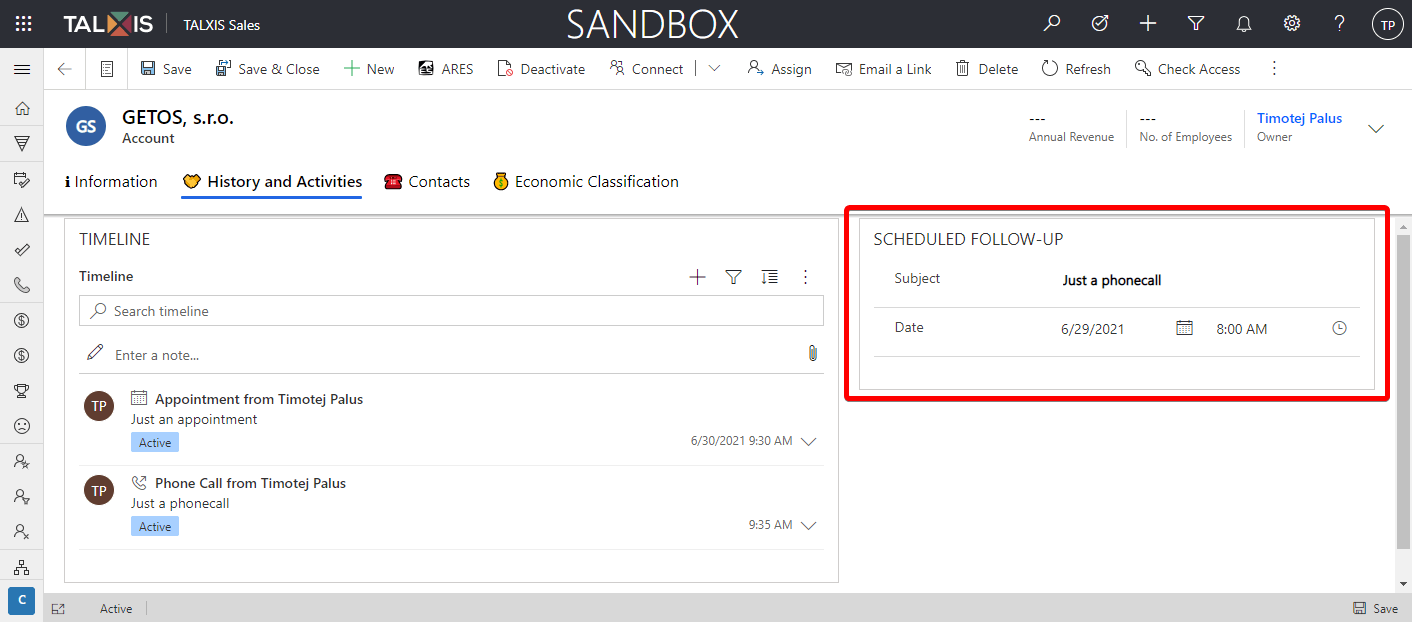 TALXIS TALXIS Sales SANDBOX TP
Save Save & Close New ARES Deactivate Connect Assign Email a Link Delete Refresh Check Access
GS GETOS, s.r.o.
Account
--- Annual Revenue
--- No. of Employees
Timotej Palus
Owner
Information History and Activities Contacts Economic Classification
TIMELINE
Timeline
Search timeline
Enter a note...
TP Appointment from Timotej Palus
Just an appointment
Active 6/30/2021 9:30 AM
TP Phone Call from Timotej Palus
Just a phonecall
Active 9:35 AM
SCHEDULED FOLLOW-UP
Subject Just a phonecall
Date 6/29/2021 8:00 AM
C Active Save